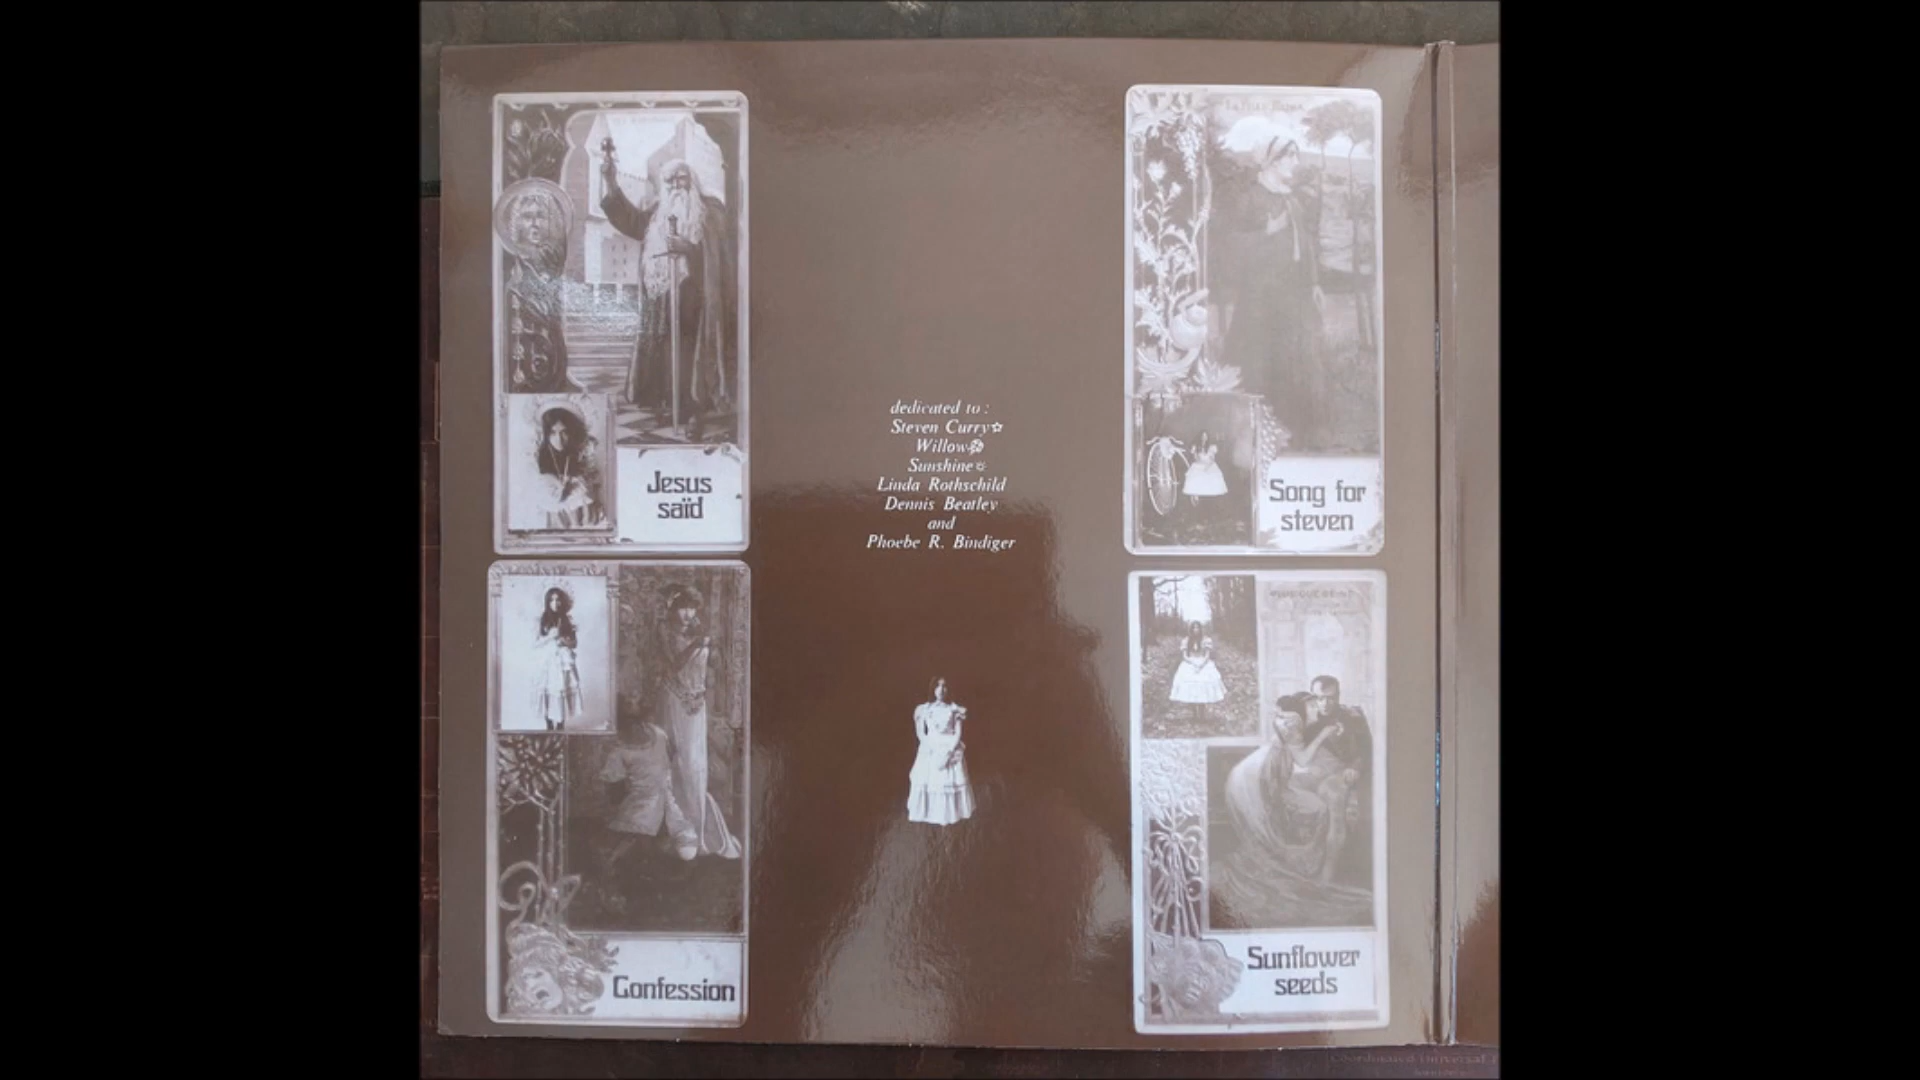 Jesus
saïd
dedicated to :
Steven Curry
Willow
Sunshine
Linda Rothschild
Dennis Beatley
and
Phoebe R. Bindiger
Song for
steven
Confession
Sunflower
seeds